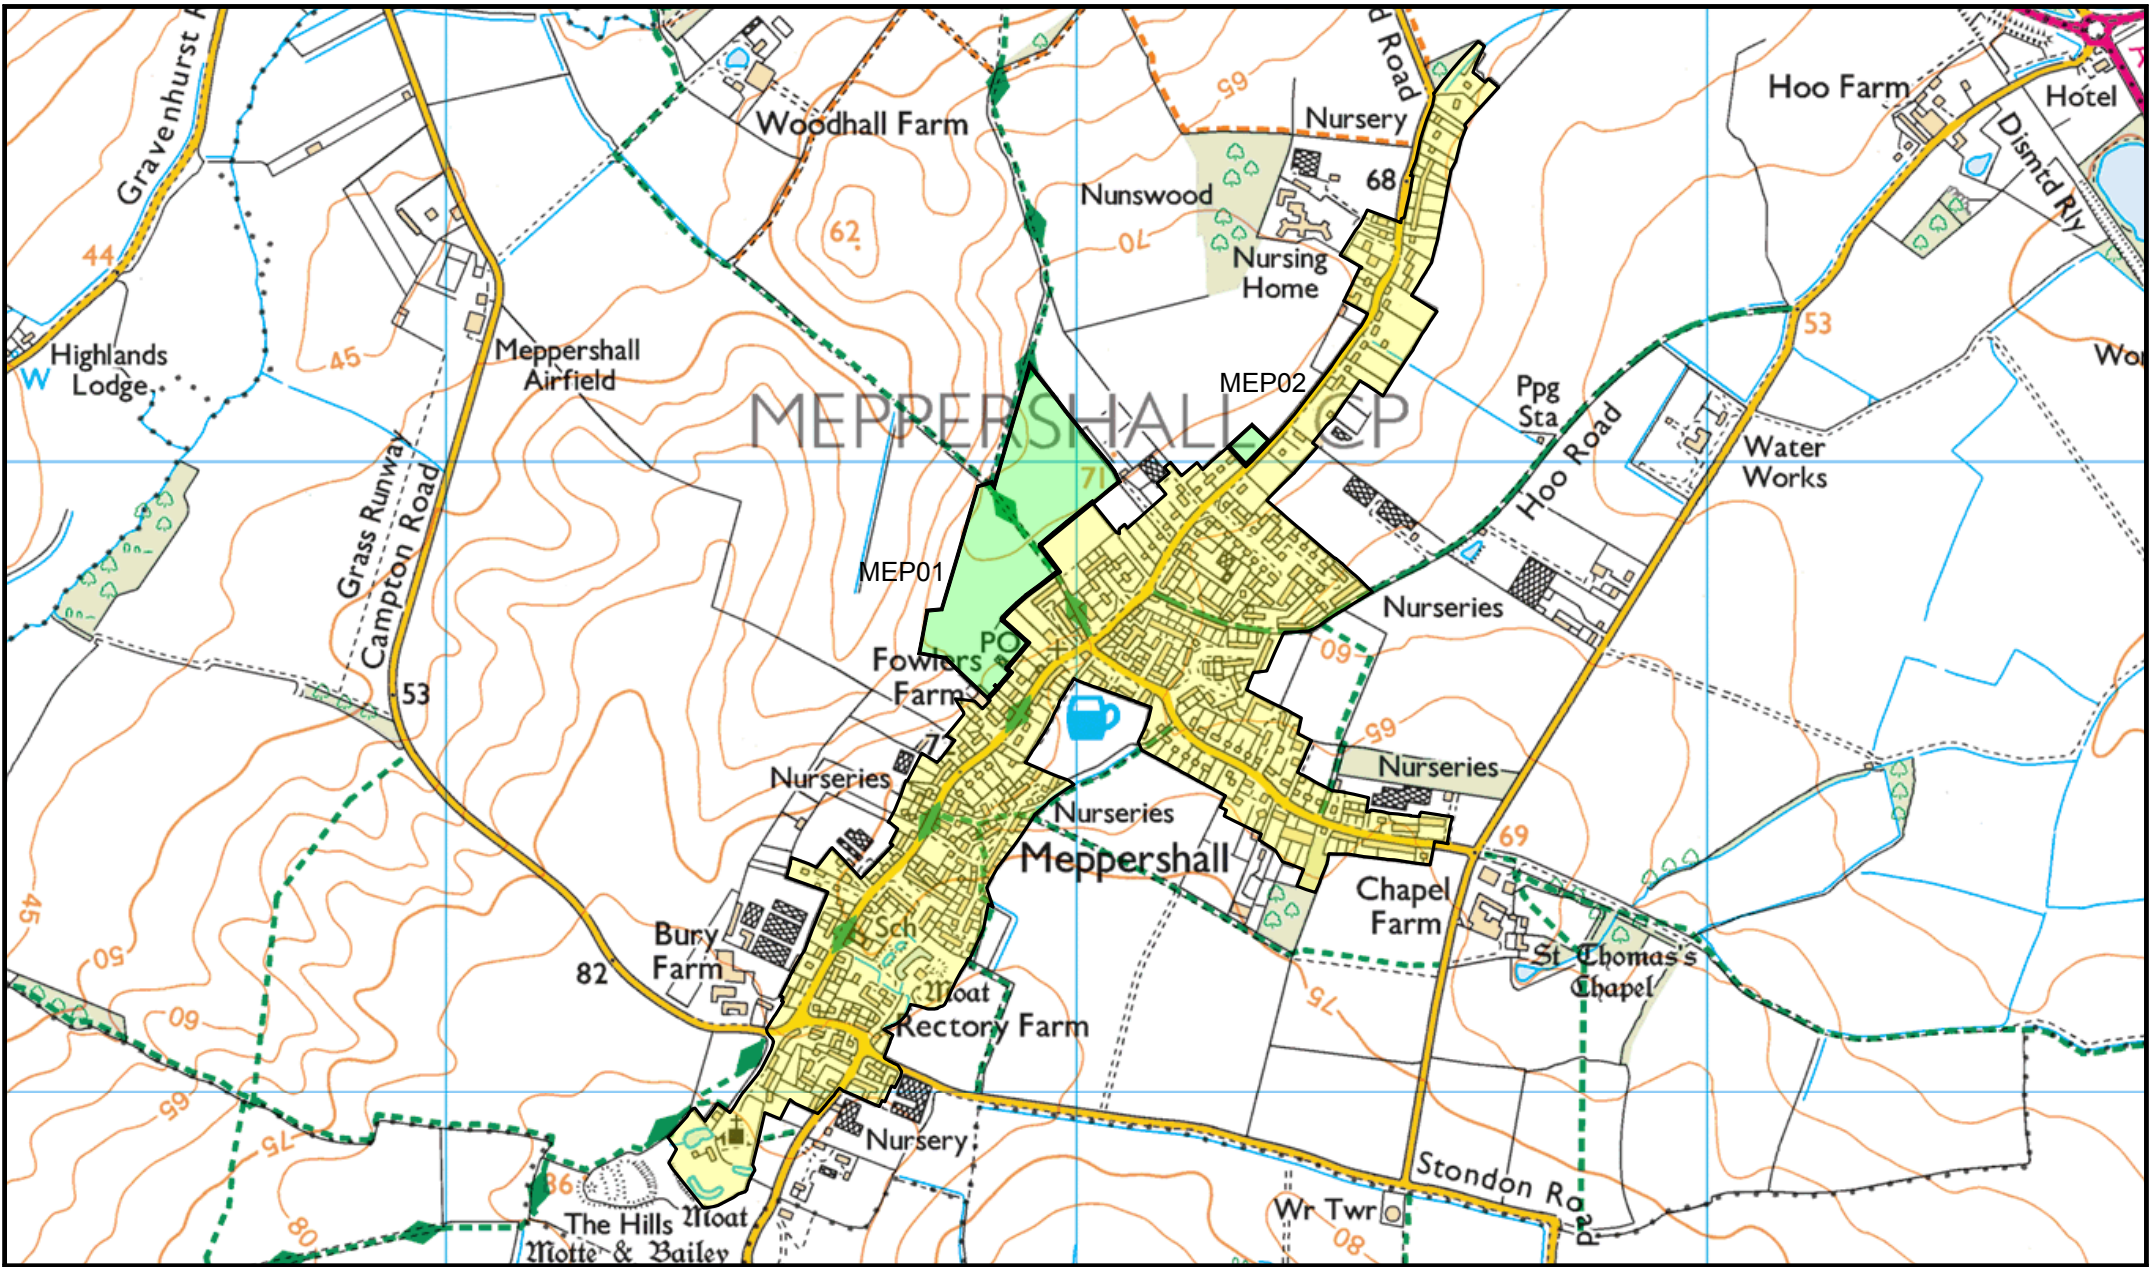 Gravenhurst R
d Road
Hoo Farm
Hotel
Dismtd Rly
Woodhall Farm
65
Nursery
68
Nunswood
62
70
Nursing
Home
44
53
Highlands
Lodge
W
45
Meppershall
Airfield
MEP02
MEPPERSHALL CP
Ppg
Sta
Hoo Road
Wor
Water
Works
71
Grass Runway
Campton Road
MEP01
Nurseries
PO
Fowlers
Farm
60
53
72
65
Nurseries
Nurseries
Nurseries
Meppershall
69
Chapel
Farm
45
50
Bury
Farm
Sch
82
Moat
St Thomas's
Chapel
60
75
Rectory Farm
65
75
Nursery
Stondon Road
86
Wr Twr
The Hills
Moat
Motte & Bailey
80
80